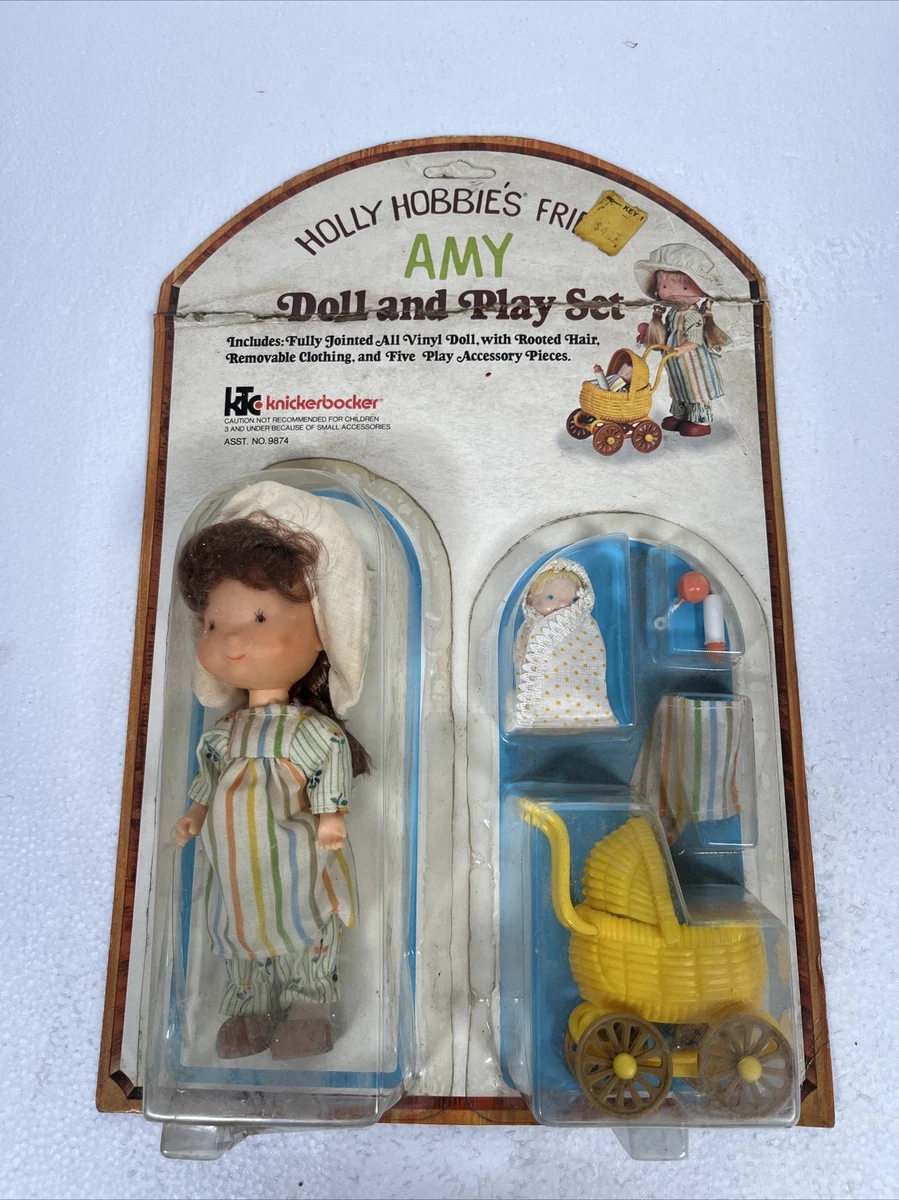 HOLLY HOBBIE'S
AMY
Doll and Play Set
Includes: Fully Jointed All Vinyl Doll, with Rooted Hair,
Removable Clothing, and Five Play Accessory Pieces.
KTC knickerbocker®
CAUTION NOT RECOMMENDED FOR CHILDREN
3 AND UNDER BECAUSE OF SMALL ACCESSORIES
ASST. NO. 9874
KEY